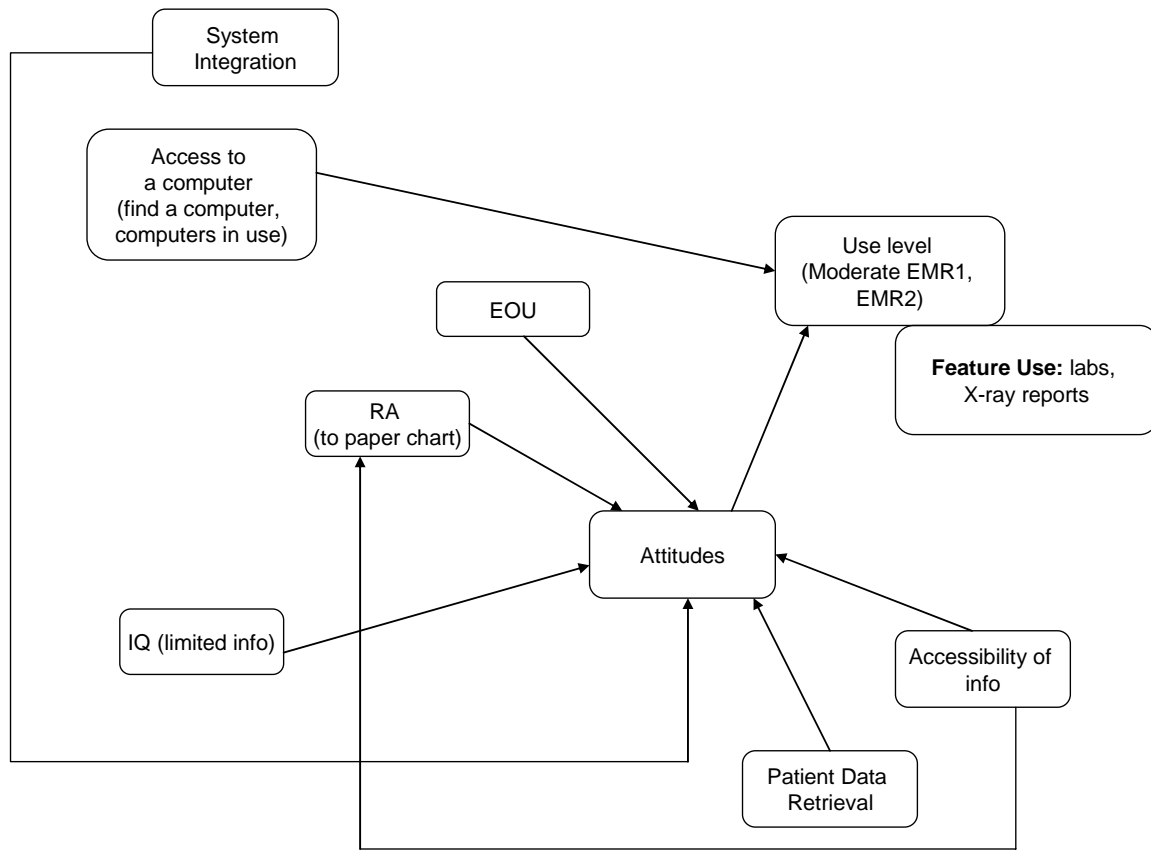 System
Integration
Access to
a computer
(find a computer,
computers in use)
Use level
(Moderate EMR1,
EMR2)
EOU
Feature Use: labs,
X-ray reports
RA
(to paper chart)
Attitudes
IQ (limited info)
Accessibility of
info
Patient Data
Retrieval